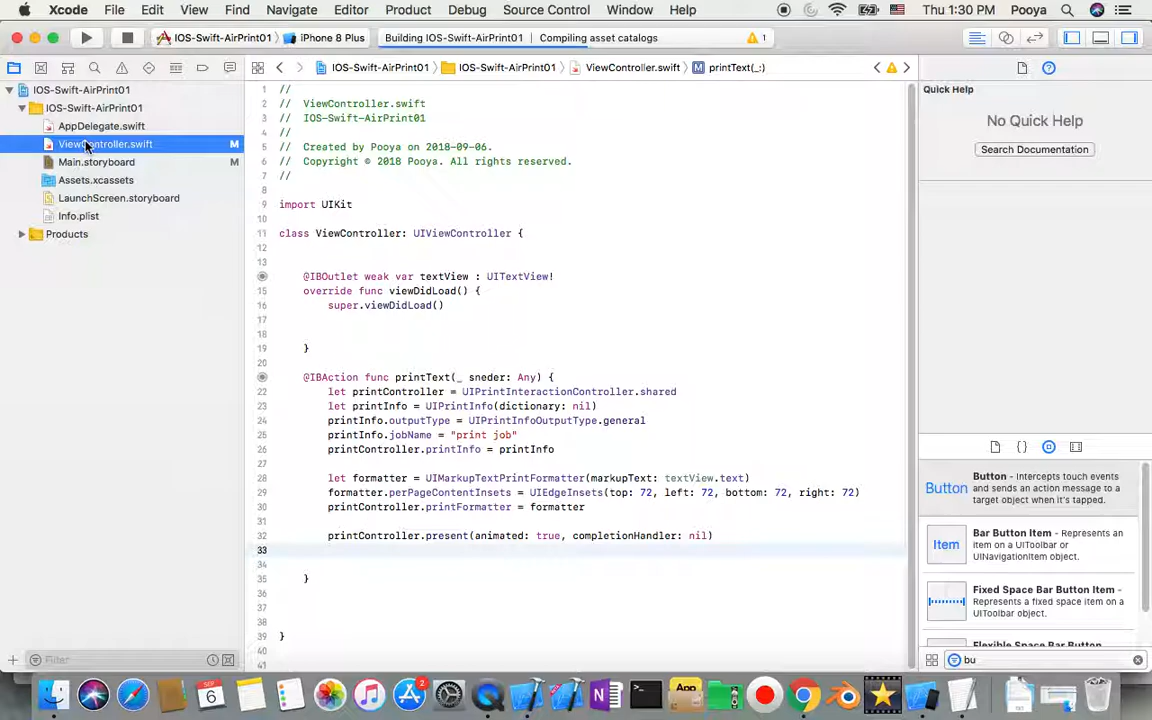 Xcode File Edit View Find Navigate Editor Product Debug Source Control Window Help Thu 1:30 PM Pooya
IOS-Swift-AirPrint01 iPhone 8 Plus Building IOS-Swift-AirPrint01 Compiling asset catalogs 1
IOS-Swift-AirPrint01 IOS-Swift-AirPrint01 ViewController.swift M printText(_:)
IOS-Swift-AirPrint01
IOS-Swift-AirPrint01
AppDelegate.swift
ViewController.swift M
Main.storyboard M
Assets.xcassets
LaunchScreen.storyboard
Info.plist
Products
Filter
1 //
2 // ViewController.swift
3 // IOS-Swift-AirPrint01
4 //
5 // Created by Pooya on 2018-09-06.
6 // Copyright © 2018 Pooya. All rights reserved.
7 //
8
9 import UIKit
10
11 class ViewController: UIViewController {
12
13
@IBOutlet weak var textView : UITextView!
15 override func viewDidLoad() {
16 super.viewDidLoad()
17
18
19 }
20
@IBAction func printText(_ sneder: Any) {
22 let printController = UIPrintInteractionController.shared
23 let printInfo = UIPrintInfo(dictionary: nil)
24 printInfo.outputType = UIPrintInfoOutputType.general
25 printInfo.jobName = "print job"
26 printController.printInfo = printInfo
27
28 let formatter = UIMarkupTextPrintFormatter(markupText: textView.text)
29 formatter.perPageContentInsets = UIEdgeInsets(top: 72, left: 72, bottom: 72, right: 72)
30 printController.printFormatter = formatter
31
32 printController.present(animated: true, completionHandler: nil)
33
34
35 }
36
37
38
39 }
40
41
Quick Help
No Quick Help
Search Documentation
{}
Button
Button - Intercepts touch events
and sends an action message to a
target object when it's tapped.
Item
Bar Button Item - Represents an
item on a UIToolbar or
UINavigationItem object.
Fixed Space Bar Button Item -
Represents a fixed space item on a
UIToolbar object.
Flexible Space Bar Button
bu
SEP
6
2
N
App